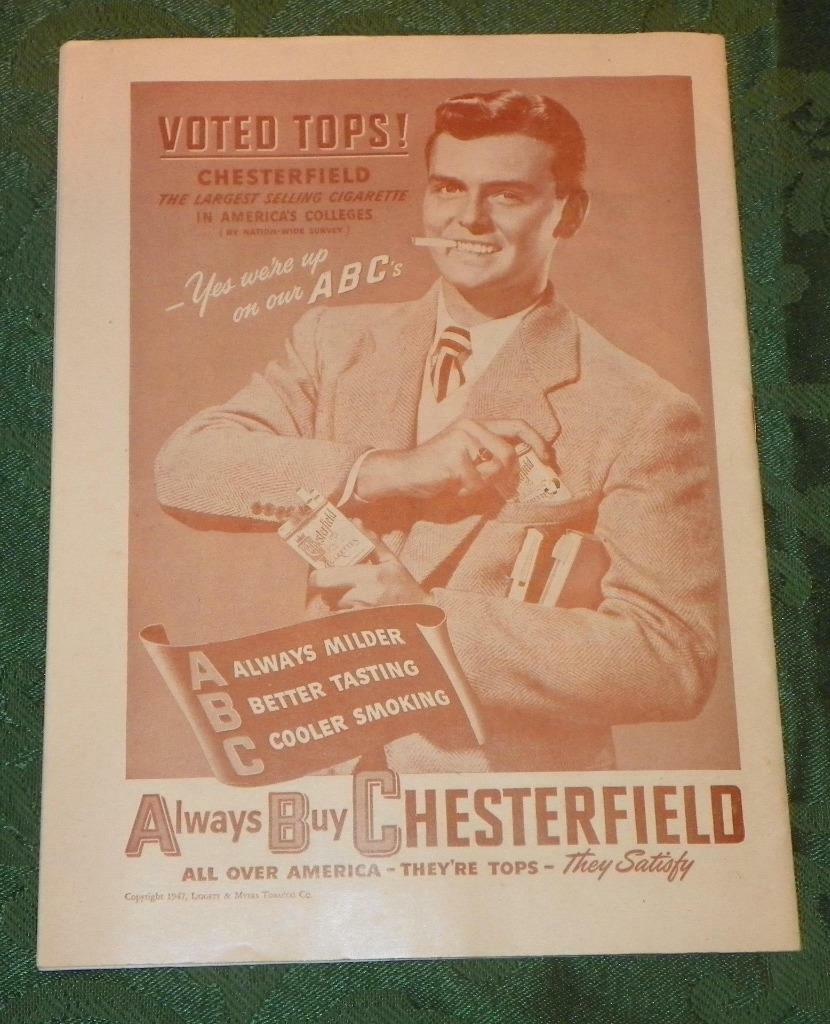 VOTED TOPS!
CHESTERFIELD
THE LARGEST SELLING CIGARETTE
IN AMERICA'S COLLEGES
(BY NATION-WIDE SURVEY)
-Yes we're up
on our ABC's
Chesterfield
CIGARETTES
A ALWAYS MILDER
B BETTER TASTING
C COOLER SMOKING
Always Buy CHESTERFIELD
ALL OVER AMERICA - THEY'RE TOPS - They Satisfy
Copyright 1947, LIGGETT & MYERS TOBACCO CO.